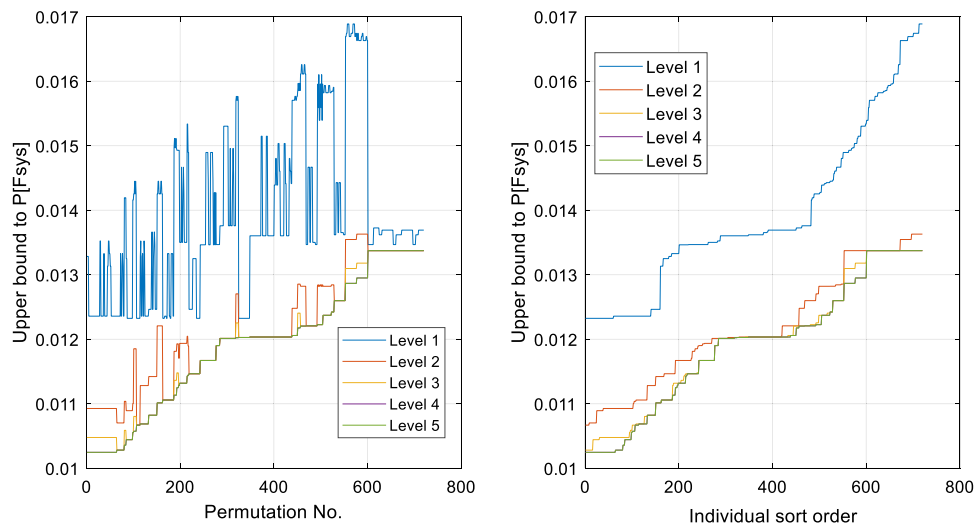 Upper bound to P[Fsys]
0.017
0.016
0.015
0.014
0.013
0.012
0.011
0.01
Level 1
Level 2
Level 3
Level 4
Level 5
0 200 400 600 800
Permutation No.
Upper bound to P[Fsys]
0.017
0.016
0.015
0.014
0.013
0.012
0.011
0.01
Level 1
Level 2
Level 3
Level 4
Level 5
0 200 400 600 800
Individual sort order